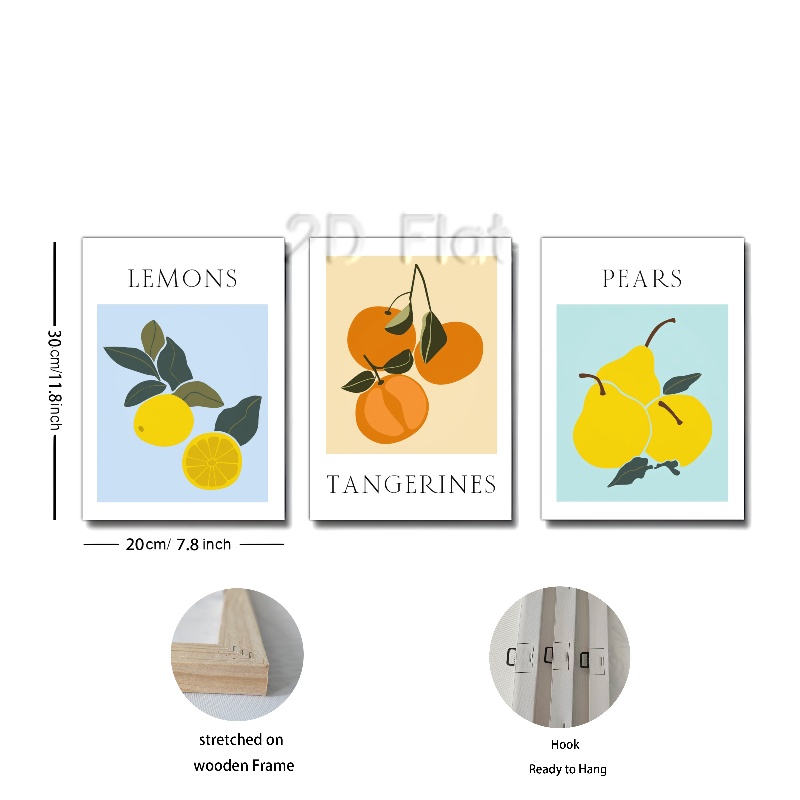 2D Flat
LEMONS
TANGERINES
PEARS
30cm/11.8inch
20cm/ 7.8 inch
stretched on
wooden Frame
Hook
Ready to Hang